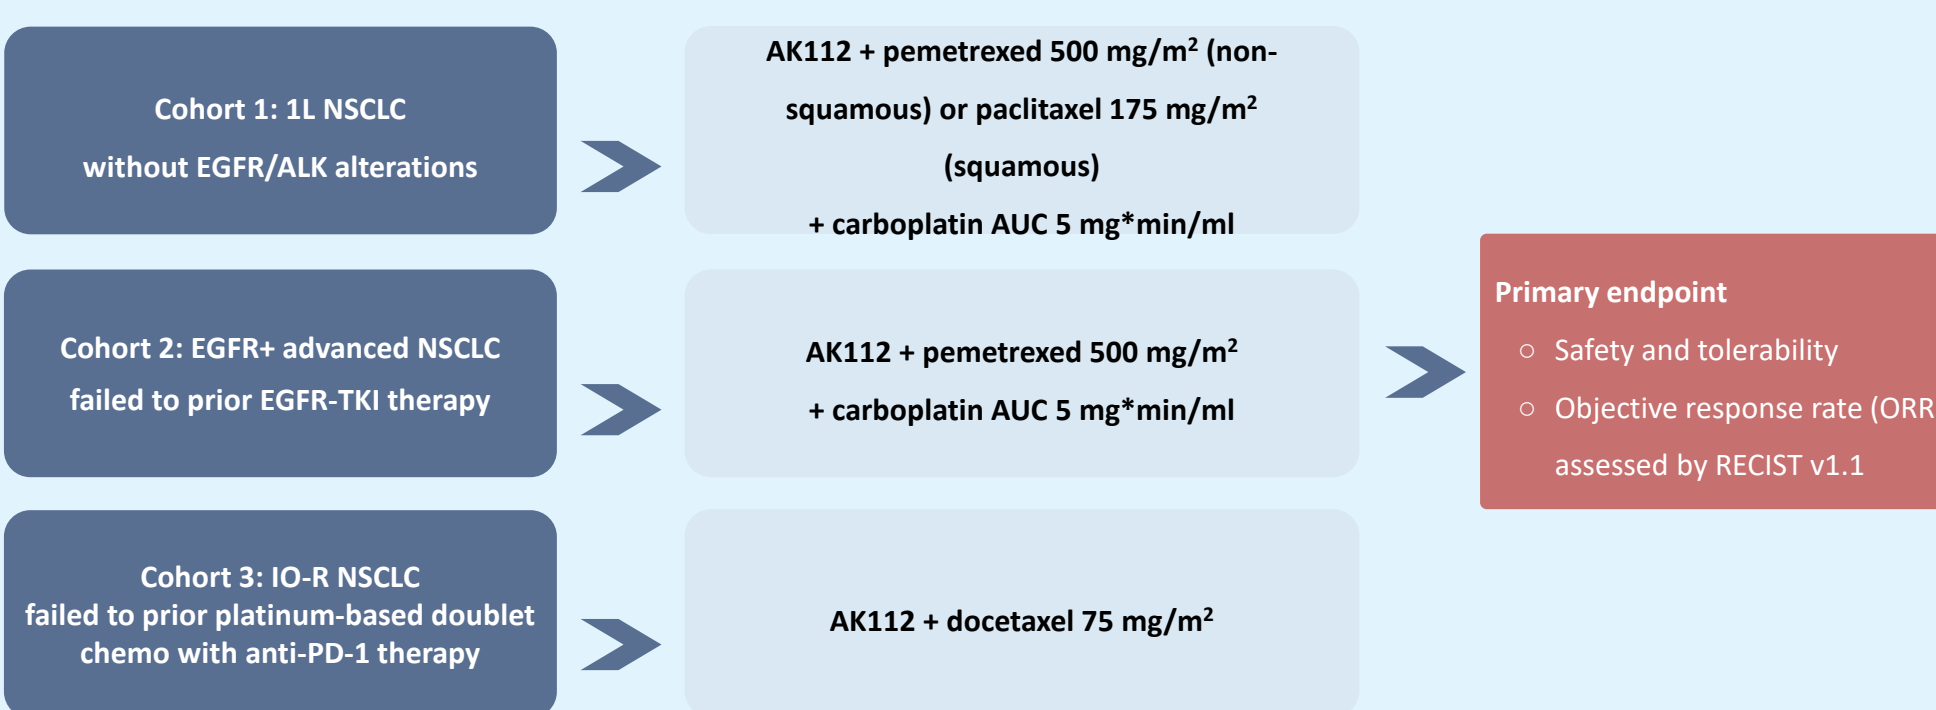 Cohort 1: 1L NSCLC
without EGFR/ALK alterations
AK112 + pemetrexed 500 mg/m² (non-
squamous) or paclitaxel 175 mg/m²
(squamous)
+ carboplatin AUC 5 mg*min/ml
Cohort 2: EGFR+ advanced NSCLC
failed to prior EGFR-TKI therapy
AK112 + pemetrexed 500 mg/m²
+ carboplatin AUC 5 mg*min/ml
Cohort 3: IO-R NSCLC
failed to prior platinum-based doublet
chemo with anti-PD-1 therapy
AK112 + docetaxel 75 mg/m²
Primary endpoint
○ Safety and tolerability
○ Objective response rate (ORR
assessed by RECIST v1.1